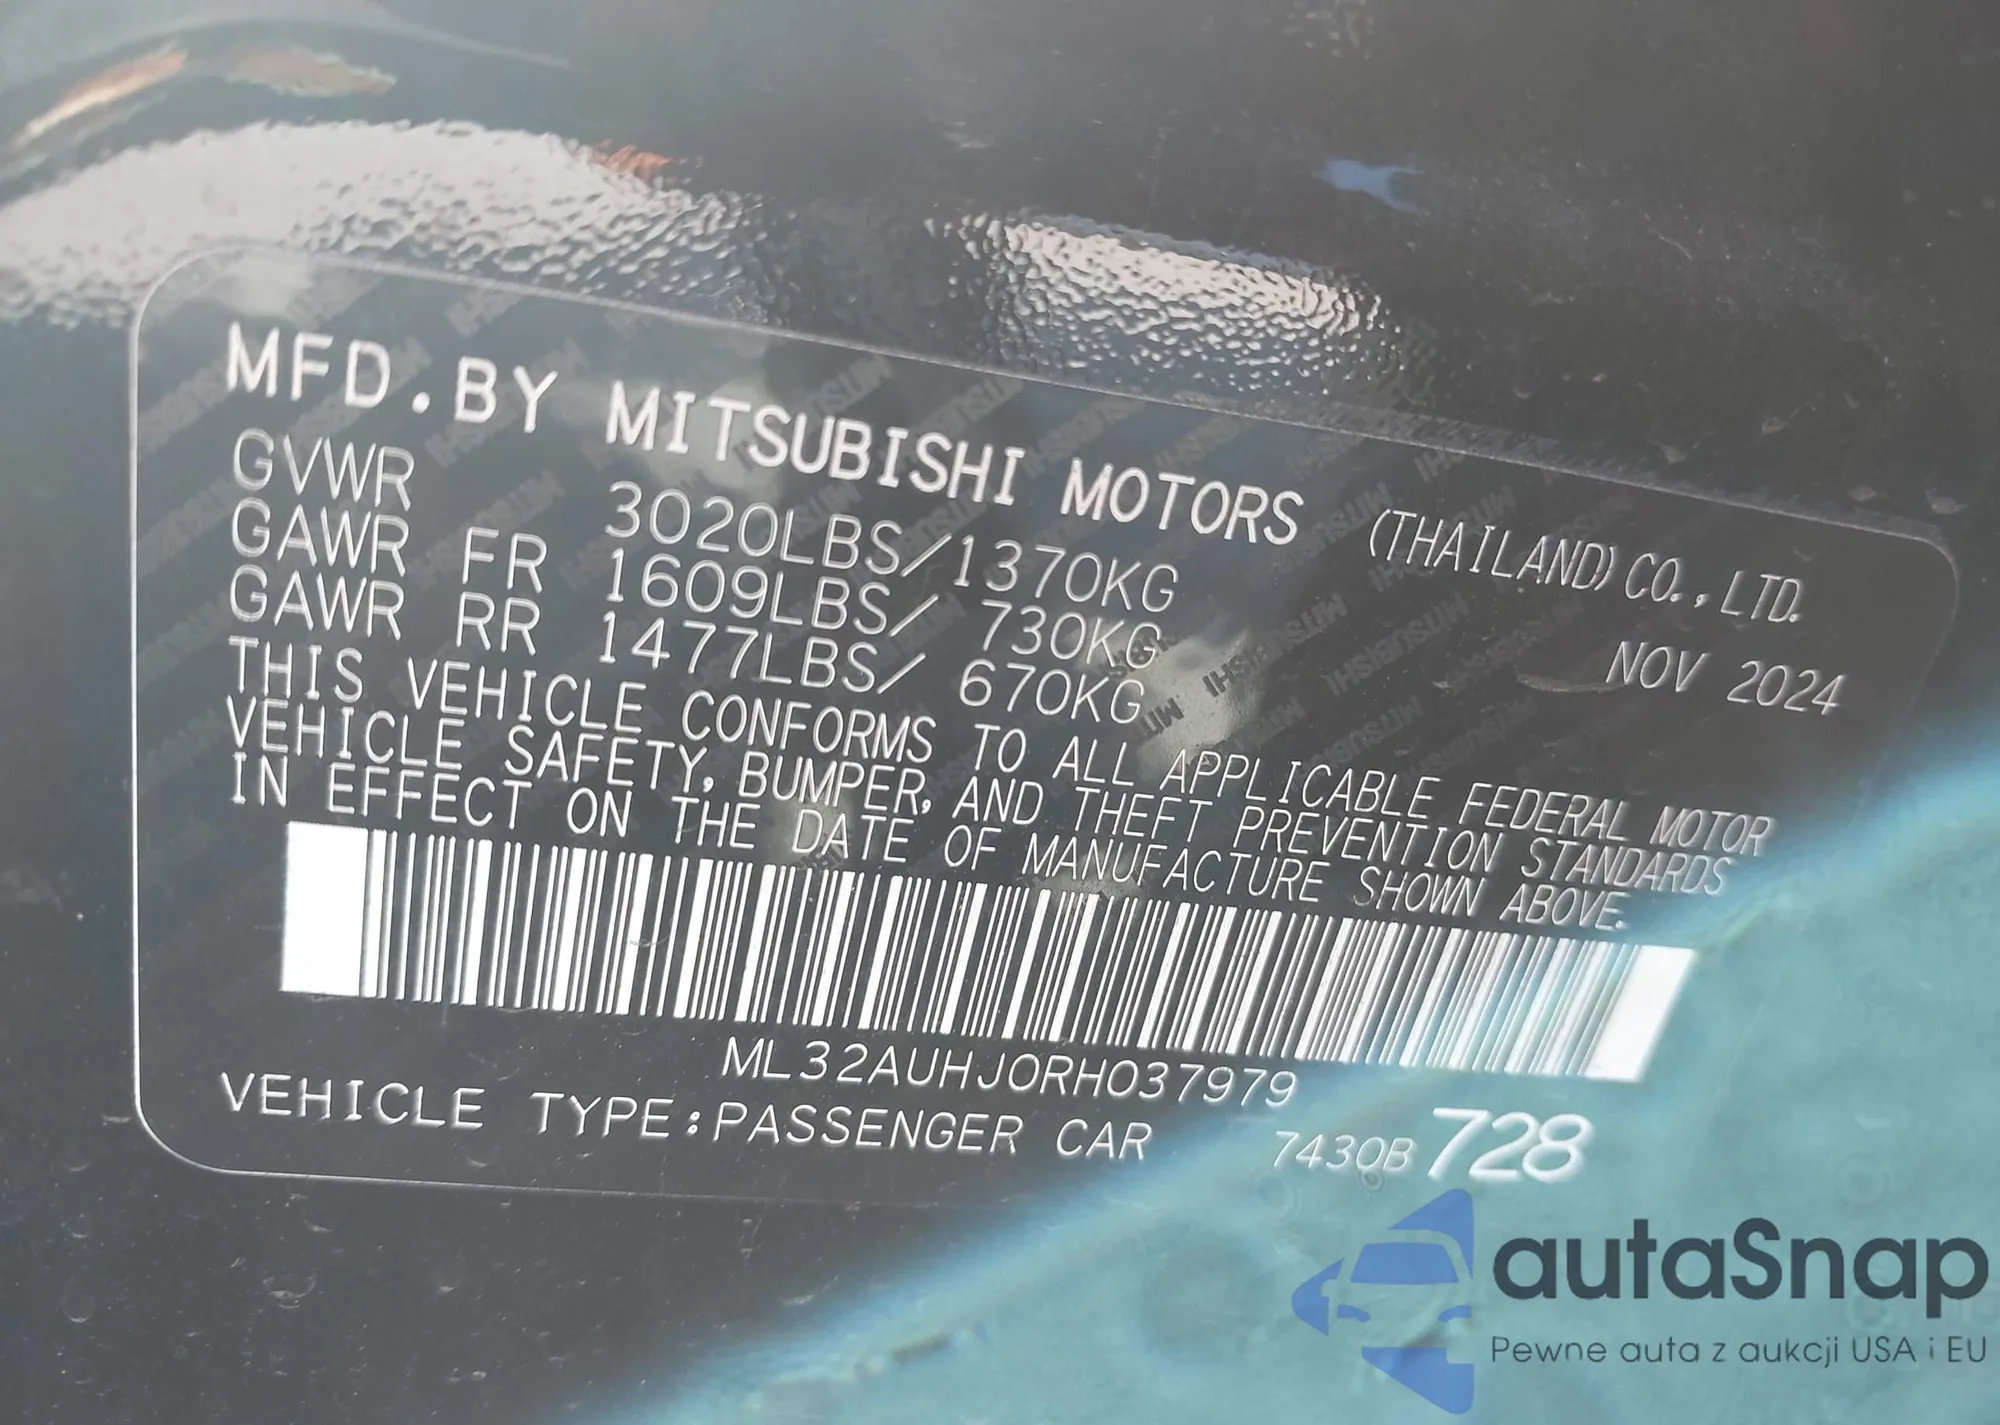 MFD.BY MITSUBISHI MOTORS (THAILAND) CO.,LTD.
GVWR 3020LBS/1370KG NOV 2024
GAWR FR 1609LBS/ 730KG
GAWR RR 1477LBS/ 670KG
THIS VEHICLE CONFORMS TO ALL APPLICABLE FEDERAL MOTOR
VEHICLE SAFETY, BUMPER, AND THEFT PREVENTION STANDARDS
IN EFFECT ON THE DATE OF MANUFACTURE SHOWN ABOVE.
ML32AUHJ0RH037979
VEHICLE TYPE:PASSENGER CAR 7430B 728
autaSnap
Pewne auta z aukcji USA i EU